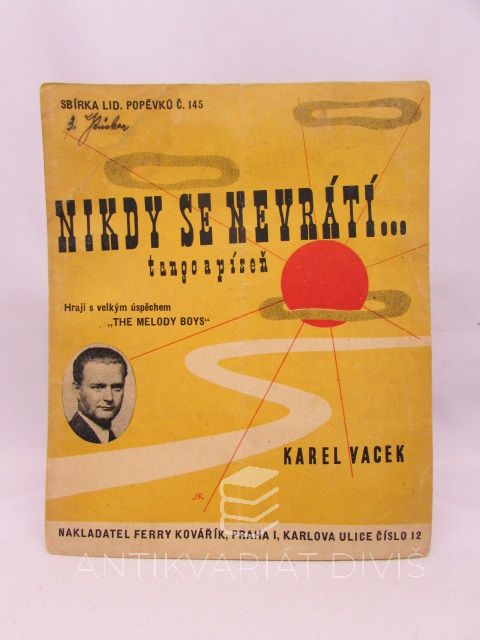 SBÍRKA LID. POPĚVKŮ Č. 145
NIKDY SE NEVRÁTÍ...
tango a píseň
Hrají s velkým úspěchem
„THE MELODY BOYS“
KAREL VACEK
JK
NAKLADATEL FERRY KOVÁŘÍK, PRAHA I, KARLOVA ULICE ČÍSLO 12
ANTIKVARIÁT DIVIŠ